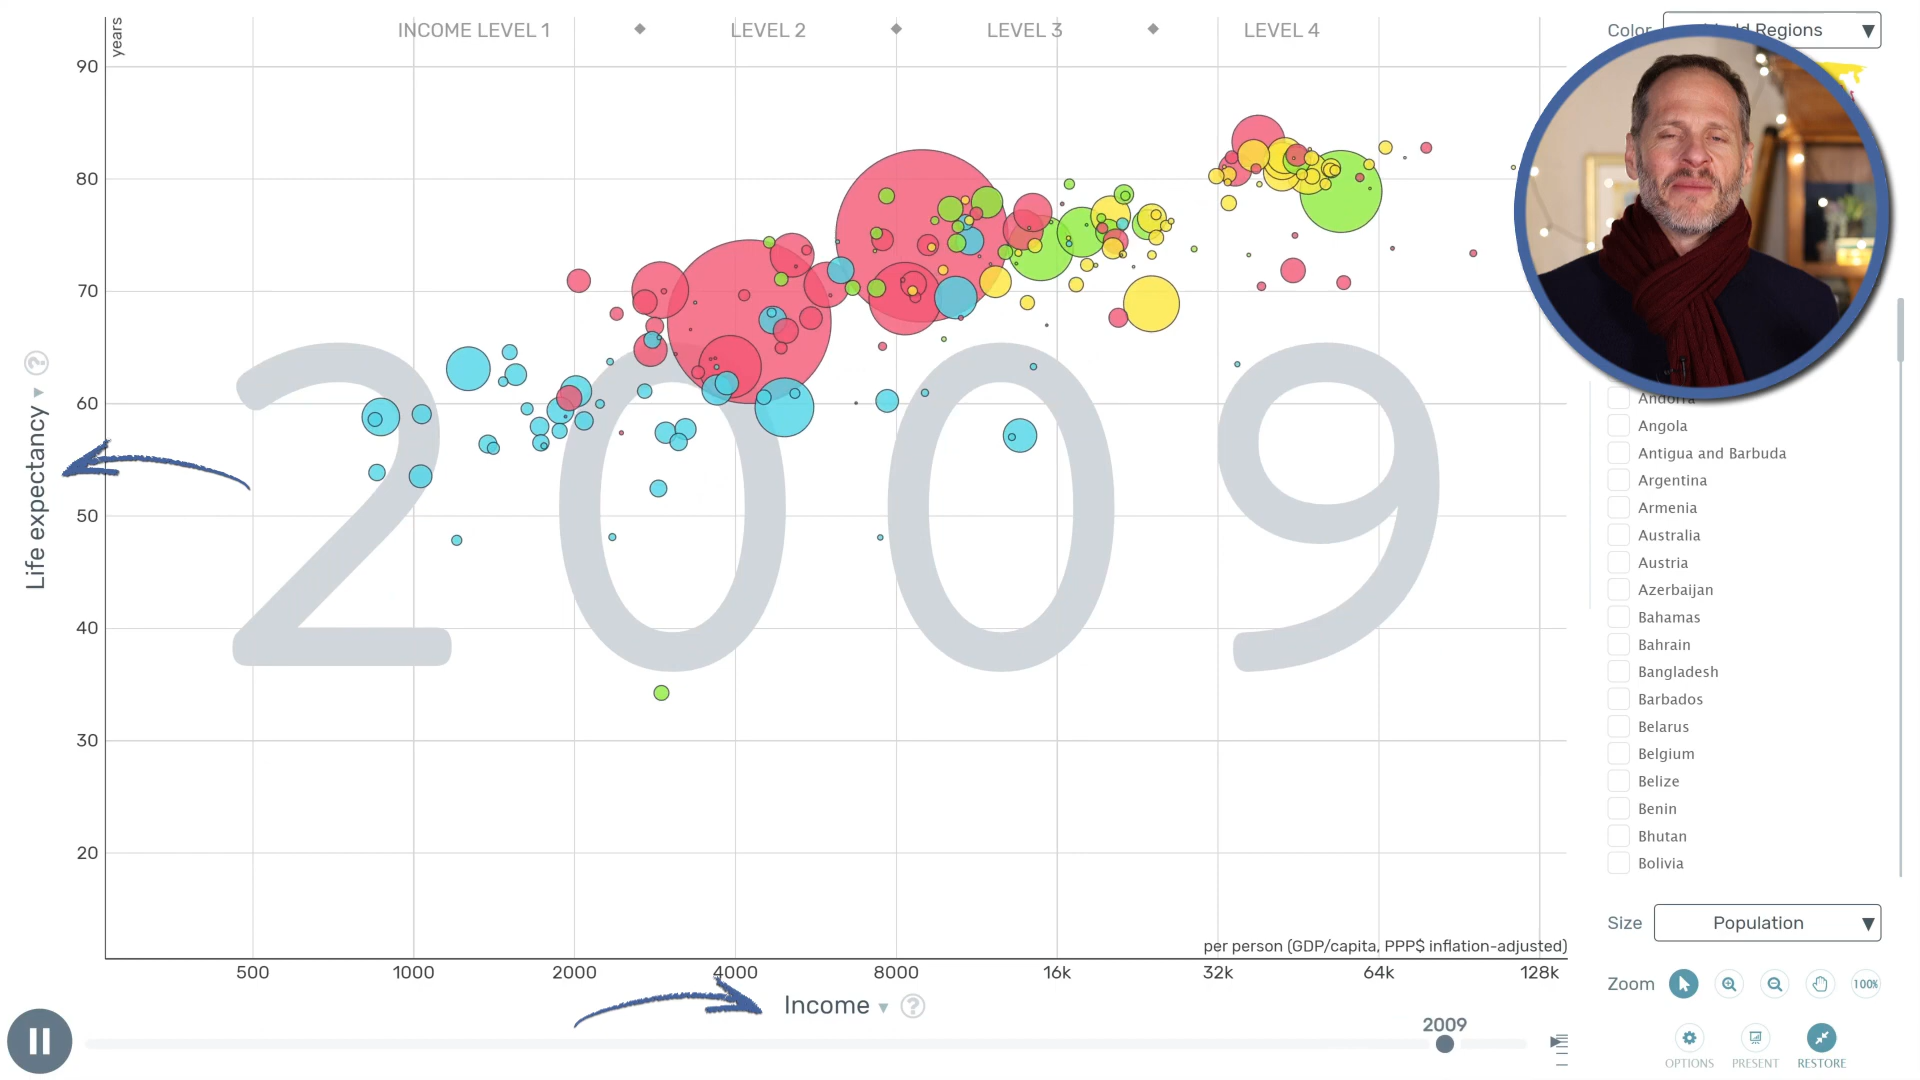 years
INCOME LEVEL 1
LEVEL 2
LEVEL 3
LEVEL 4
Color
Regions
90
80
70
60
50
40
30
20
Life expectancy
?
2009
Angola
Antigua and Barbuda
Argentina
Armenia
Australia
Austria
Azerbaijan
Bahamas
Bahrain
Bangladesh
Barbados
Belarus
Belgium
Belize
Benin
Bhutan
Bolivia
Size
Population
per person (GDP/capita, PPP$ inflation-adjusted)
500
1000
2000
4000
8000
16k
32k
64k
128k
Zoom
100%
Income
?
2009
OPTIONS
PRESENT
RESTORE